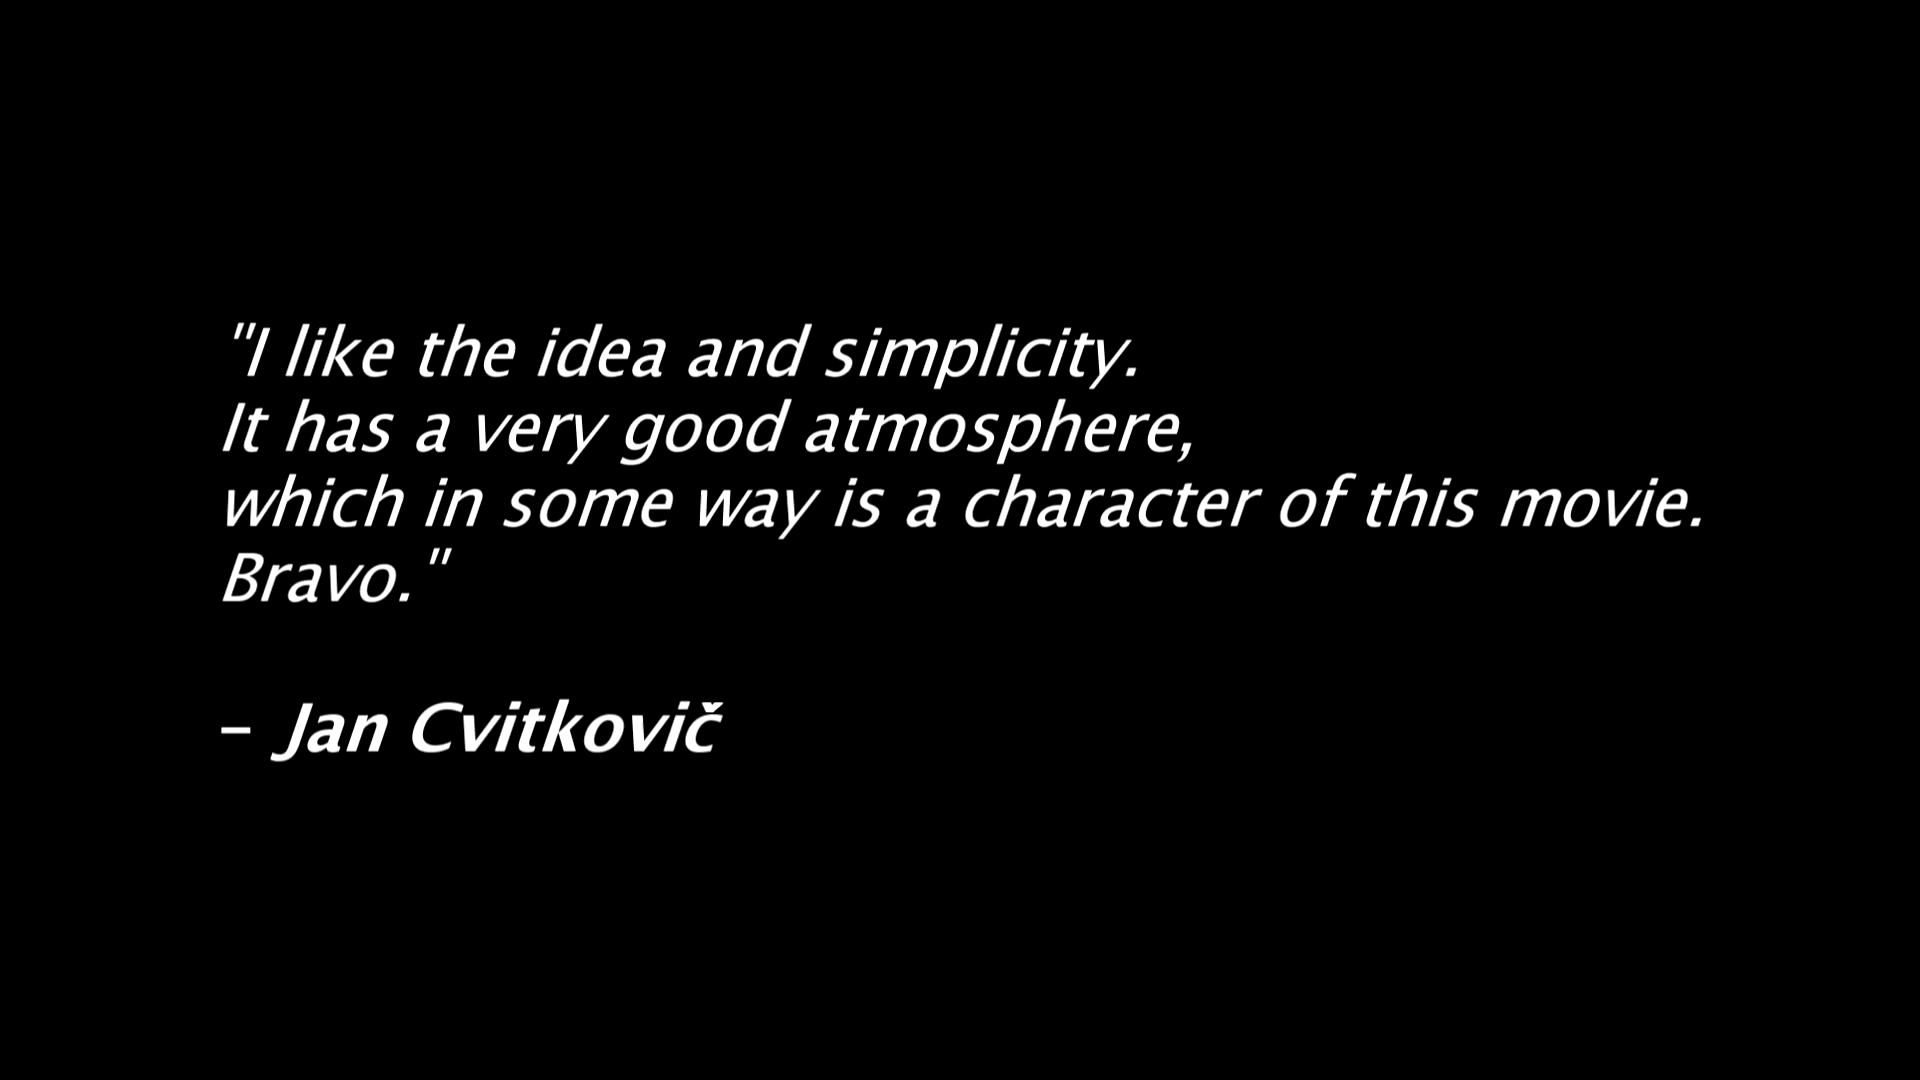 "I like the idea and simplicity.
It has a very good atmosphere,
which in some way is a character of this movie.
Bravo."
– Jan Cvitkovič